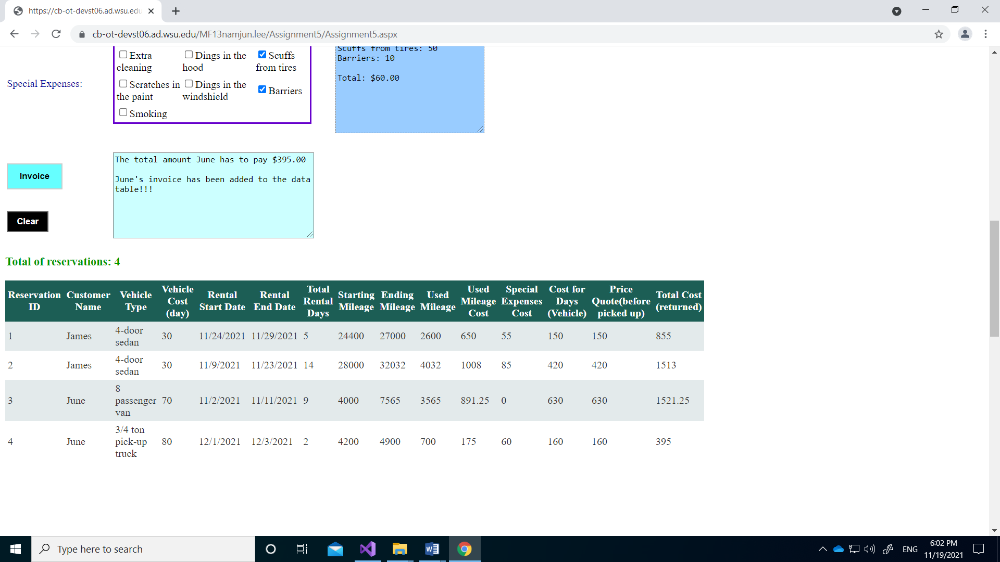 https://cb-ot-devst06.ad.wsu.edu
cb-ot-devst06.ad.wsu.edu/MF13namjun.lee/Assignment5/Assignment5.aspx
Special Expenses:
Extra cleaning
Dings in the hood
Scuffs from tires
Scratches in the paint
Dings in the windshield
Barriers
Smoking
Scuffs from tires: 50
Barriers: 10
Total: $60.00
Invoice
Clear
The total amount June has to pay $395.00
June's invoice has been added to the data
table!!!
Total of reservations: 4
Reservation ID Customer Name Vehicle Type Vehicle Cost (day) Rental Start Date Rental End Date Total Rental Days Starting Mileage Ending Mileage Used Mileage Used Mileage Cost Special Expenses Cost Cost for Days (Vehicle) Price Quote(before picked up) Total Cost (returned)
1 James 4-door sedan 30 11/24/2021 11/29/2021 5 24400 27000 2600 650 55 150 150 855
2 James 4-door sedan 30 11/9/2021 11/23/2021 14 28000 32032 4032 1008 85 420 420 1513
3 June 8 passenger van 70 11/2/2021 11/11/2021 9 4000 7565 3565 891.25 0 630 630 1521.25
4 June 3/4 ton pick-up truck 80 12/1/2021 12/3/2021 2 4200 4900 700 175 60 160 160 395
Type here to search
ENG
6:02 PM
11/19/2021